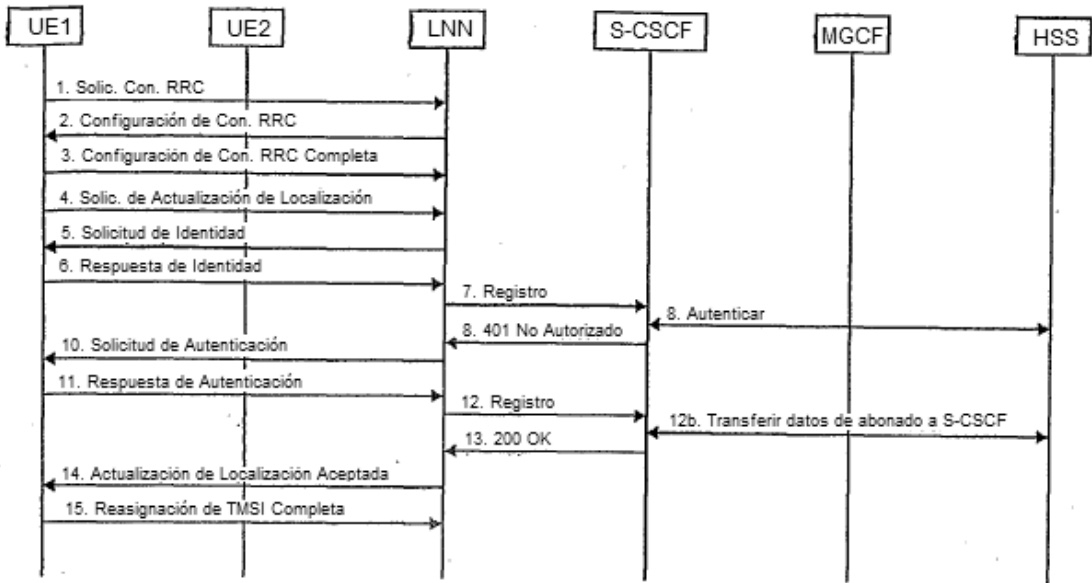 UE1
UE2
LNN
S-CSCF
MGCF
HSS
1. Solic. Con. RRC
2. Configuración de Con. RRC
3. Configuración de Con. RRC Completa
4. Solic. de Actualización de Localización
5. Solicitud de Identidad
6. Respuesta de Identidad
7. Registro
8. Autenticar
8. 401 No Autorizado
10. Solicitud de Autenticación
11. Respuesta de Autenticación
12. Registro
12b. Transferir datos de abonado a S-CSCF
13. 200 OK
14. Actualización de Localización Aceptada
15. Reasignación de TMSI Completa